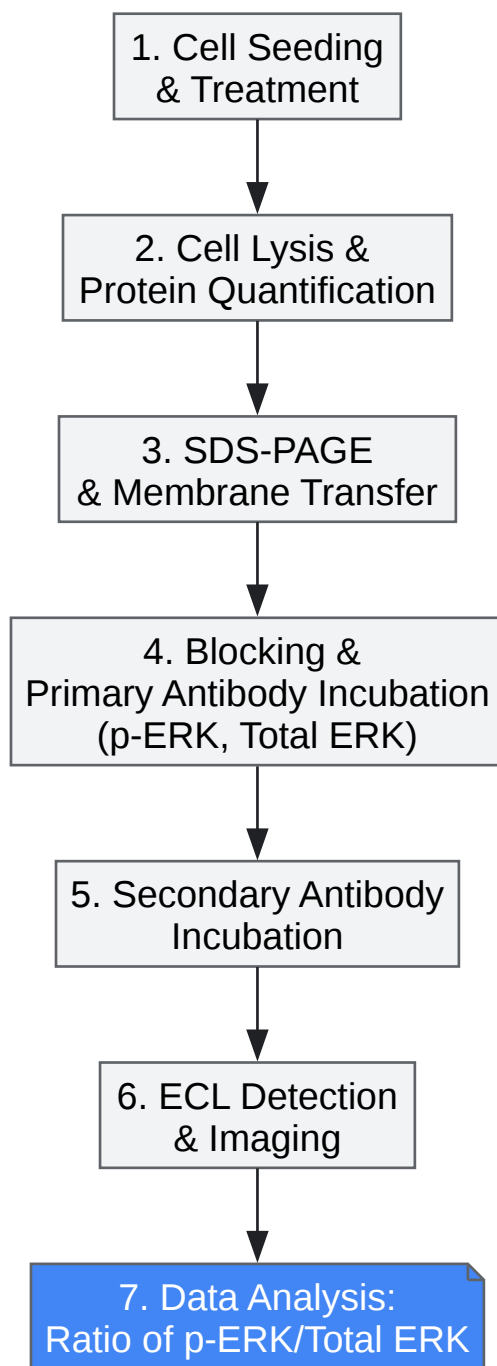 1. Cell Seeding
& Treatment
2. Cell Lysis &
Protein Quantification
3. SDS-PAGE
& Membrane Transfer
4. Blocking &
Primary Antibody Incubation
(p-ERK, Total ERK)
5. Secondary Antibody
Incubation
6. ECL Detection
& Imaging
7. Data Analysis:
Ratio of p-ERK/Total ERK